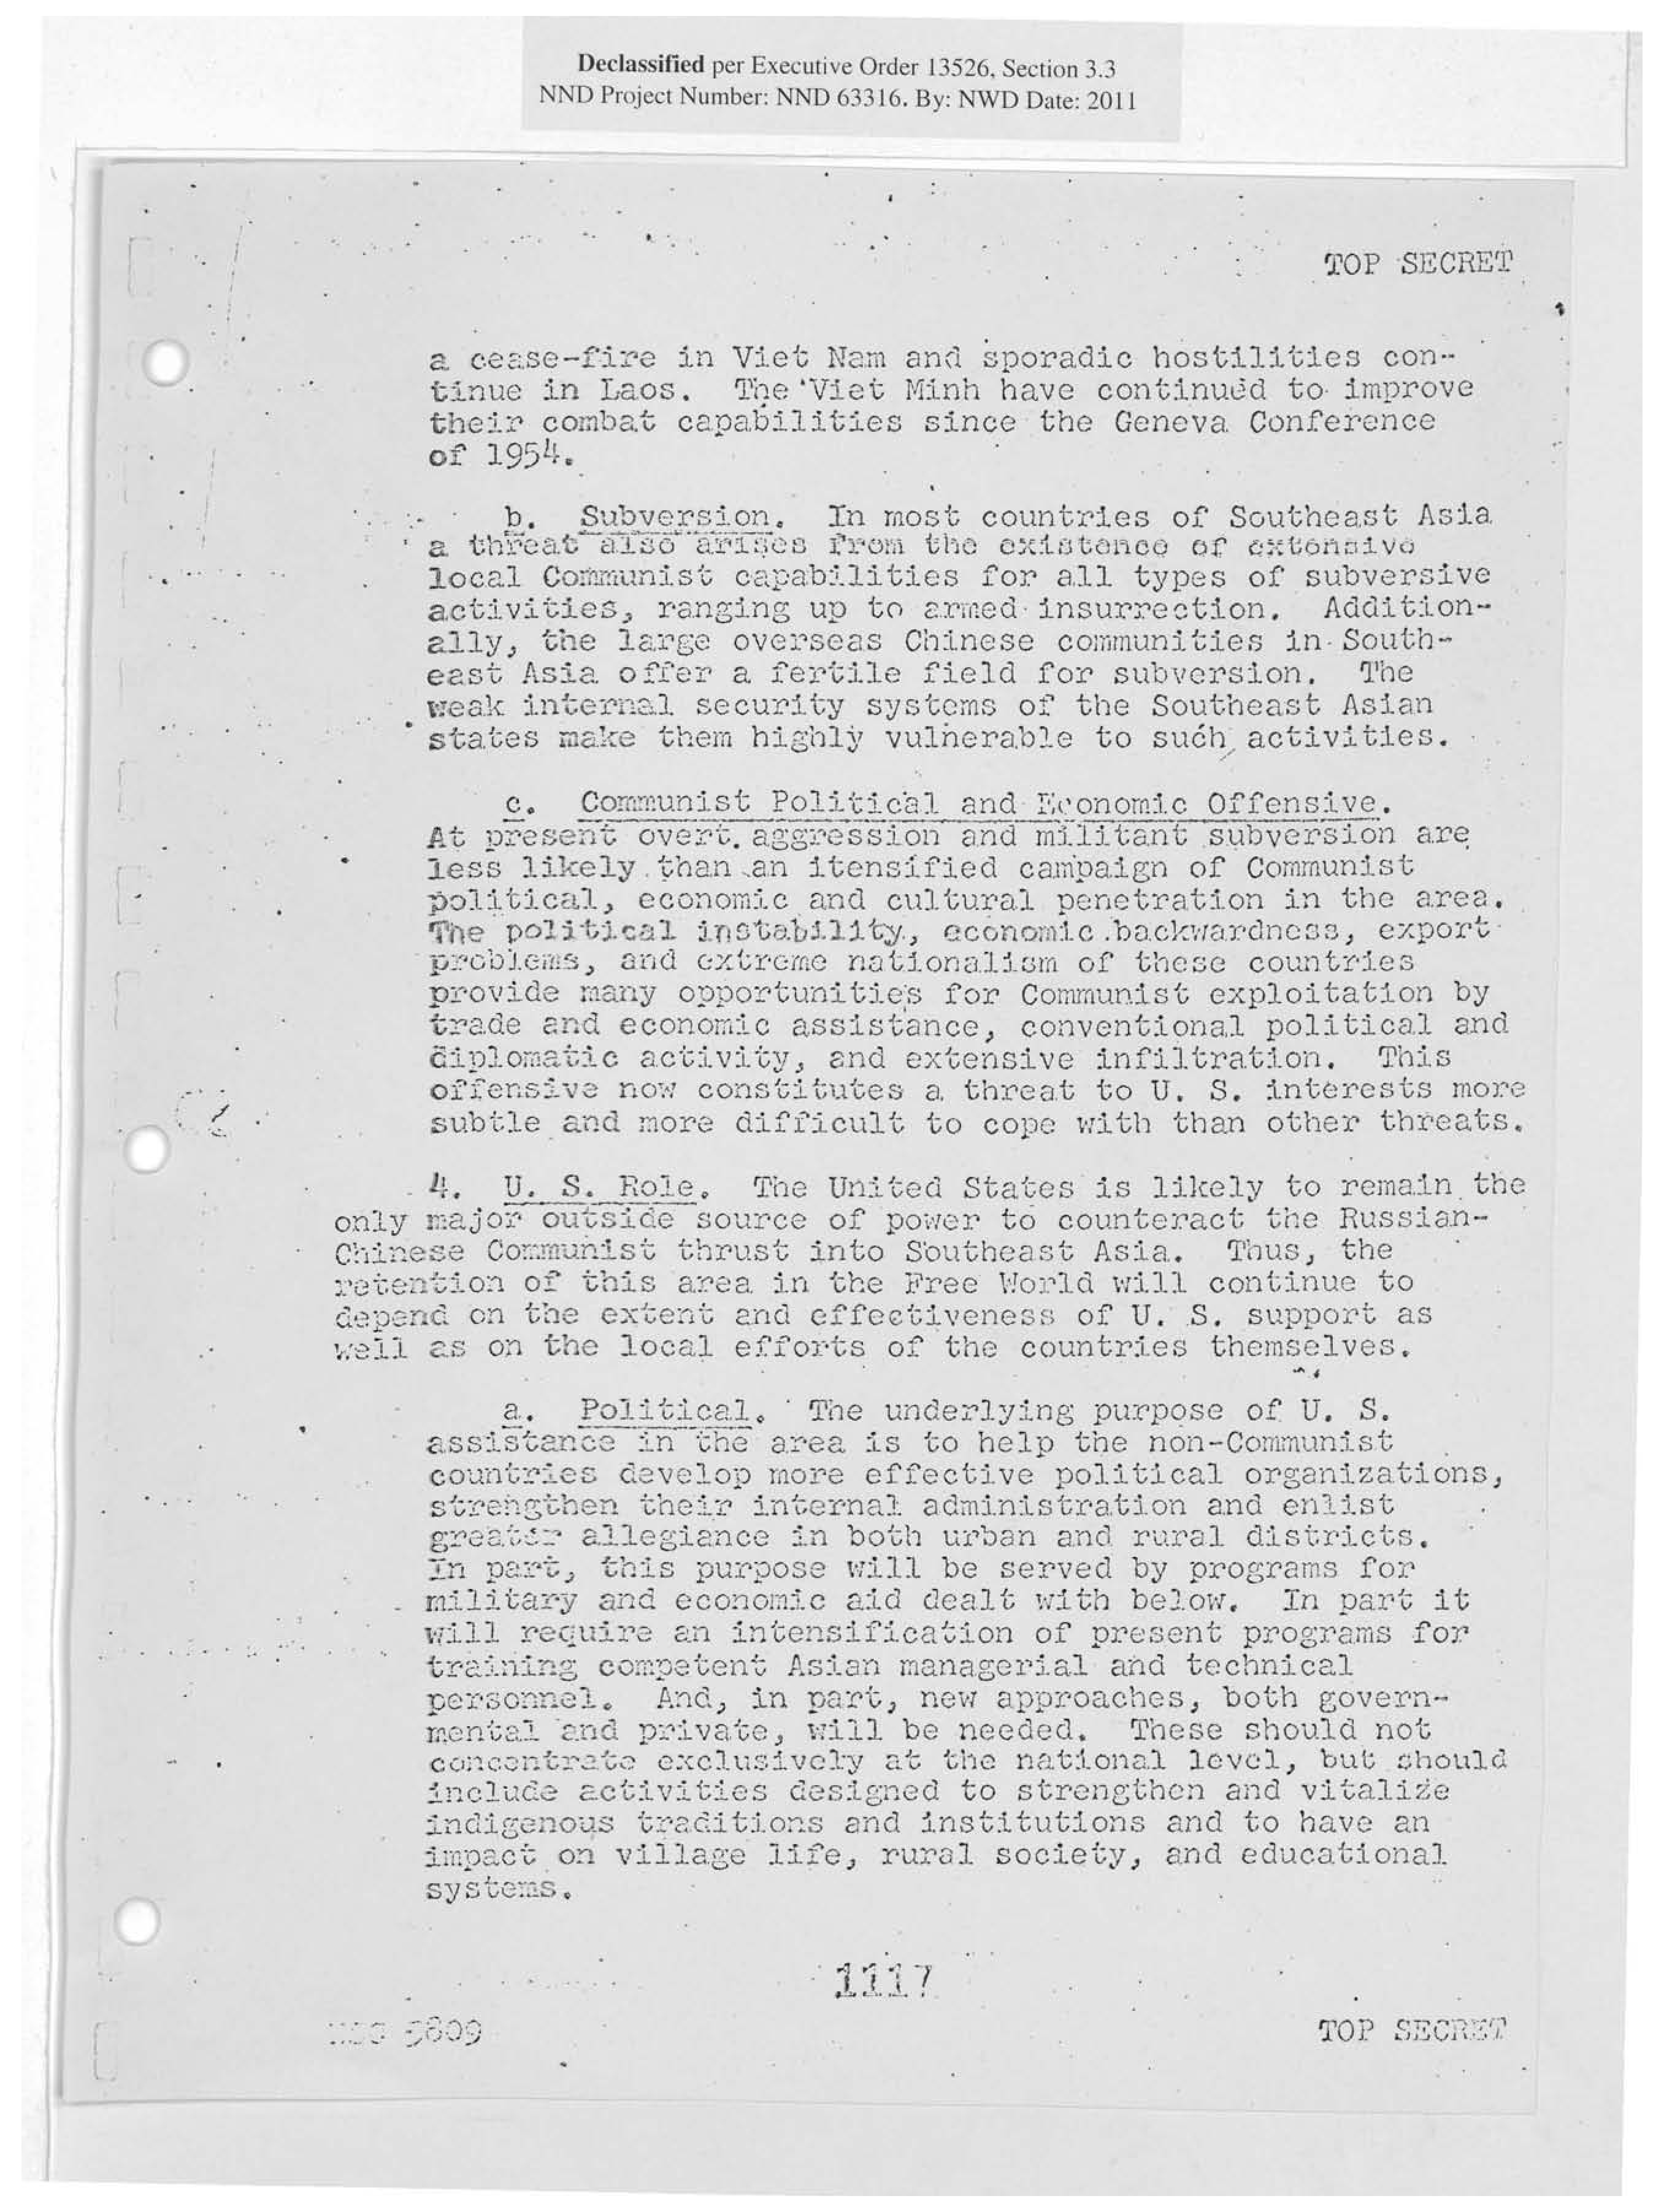 Declassified per Executive Order 13526, Section 3.3
NND Project Number: NND 63316. By: NWD Date: 2011
TOP SECRET
a cease-fire in Viet Nam and sporadic hostilities con-
tinue in Laos. The Viet Minh have continued to improve
their combat capabilities since the Geneva Conference
of 1954.
b. Subversion. In most countries of Southeast Asia
a threat also arises from the existence of extensive
local Communist capabilities for all types of subversive
activities, ranging up to armed insurrection. Addition-
ally, the large overseas Chinese communities in South-
east Asia offer a fertile field for subversion. The
weak internal security systems of the Southeast Asian
states make them highly vulnerable to such activities.
c. Communist Political and Economic Offensive.
At present overt aggression and militant subversion are
less likely than an itensified campaign of Communist
political, economic and cultural penetration in the area.
The political instability, economic backwardness, export
problems, and extreme nationalism of these countries
provide many opportunities for Communist exploitation by
trade and economic assistance, conventional political and
diplomatic activity, and extensive infiltration. This
offensive now constitutes a threat to U. S. interests more
subtle and more difficult to cope with than other threats.
4. U. S. Role. The United States is likely to remain the
only major outside source of power to counteract the Russian-
Chinese Communist thrust into Southeast Asia. Thus, the
retention of this area in the Free World will continue to
depend on the extent and effectiveness of U. S. support as
well as on the local efforts of the countries themselves.
a. Political. The underlying purpose of U. S.
assistance in the area is to help the non-Communist
countries develop more effective political organizations,
strengthen their internal administration and enlist
greater allegiance in both urban and rural districts.
In part, this purpose will be served by programs for
military and economic aid dealt with below. In part it
will require an intensification of present programs for
training competent Asian managerial and technical
personnel. And, in part, new approaches, both govern-
mental and private, will be needed. These should not
concentrate exclusively at the national level, but should
include activities designed to strengthen and vitalize
indigenous traditions and institutions and to have an
impact on village life, rural society, and educational
systems.
1117
NSC 5809
TOP SECRET